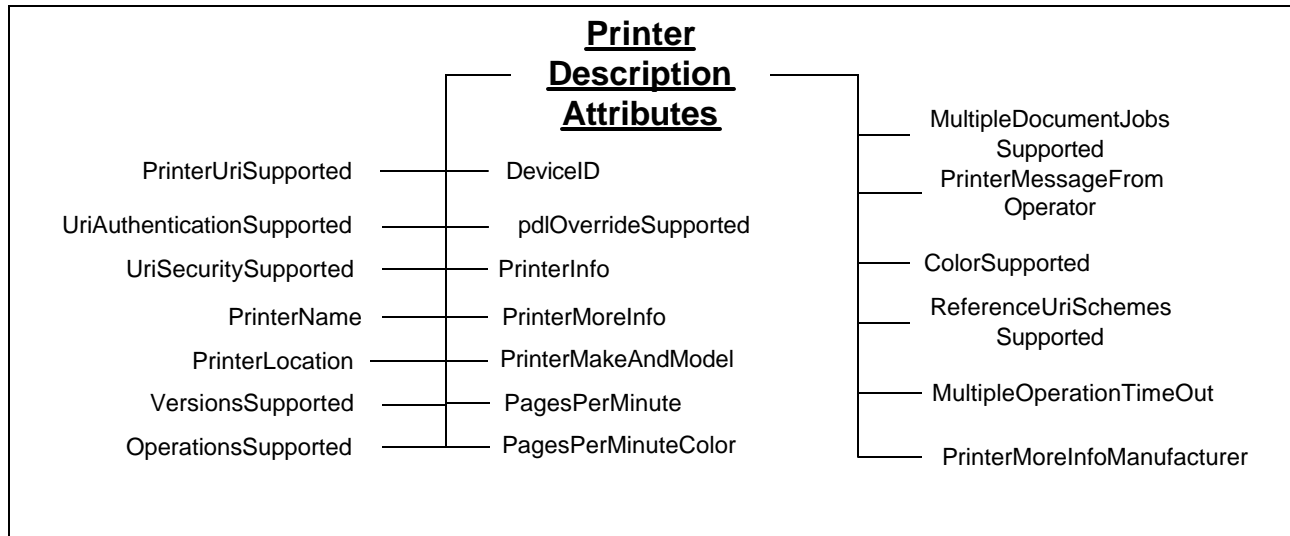 Printer
Description
Attributes
PrinterUriSupported
DeviceID
UriAuthenticationSupported
pdlOverrideSupported
UriSecuritySupported
PrinterInfo
PrinterName
PrinterMoreInfo
PrinterLocation
PrinterMakeAndModel
VersionsSupported
PagesPerMinute
OperationsSupported
PagesPerMinuteColor
MultipleDocumentJobs
Supported
PrinterMessageFrom
Operator
ColorSupported
ReferenceUriSchemes
Supported
MultipleOperationTimeOut
PrinterMoreInfoManufacturer